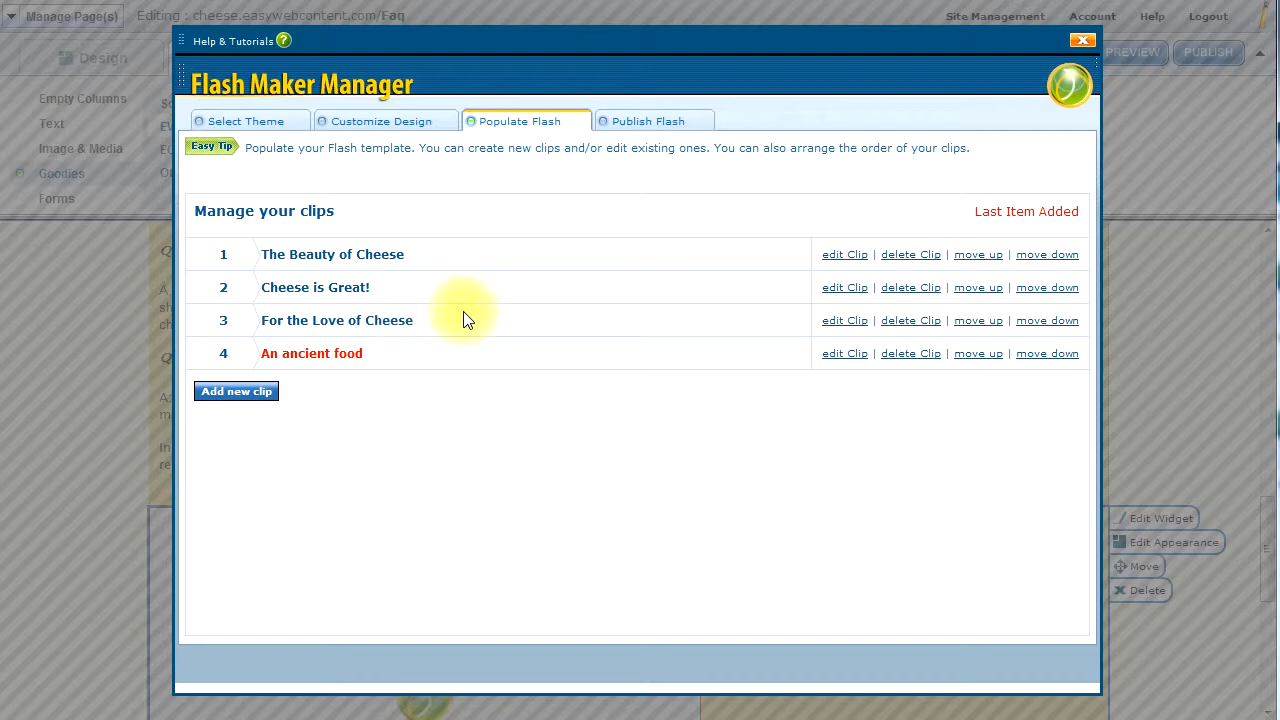 Manage Page(s)
Editing : cheese.easywebcontent.com/Faq
Site Management
Account
Help
Logout
Help & Tutorials ?
Design
PREVIEW
PUBLISH
Flash Maker Manager
Empty Columns
Text
Image & Media
Goodies
Forms
Select Theme
Customize Design
Populate Flash
Publish Flash
Easy Tip
Populate your Flash template. You can create new clips and/or edit existing ones. You can also arrange the order of your clips.
Manage your clips
Last Item Added
1 The Beauty of Cheese edit Clip | delete Clip | move up | move down
2 Cheese is Great! edit Clip | delete Clip | move up | move down
3 For the Love of Cheese edit Clip | delete Clip | move up | move down
4 An ancient food edit Clip | delete Clip | move up | move down
Add new clip
Edit Widget
Edit Appearance
Move
Delete